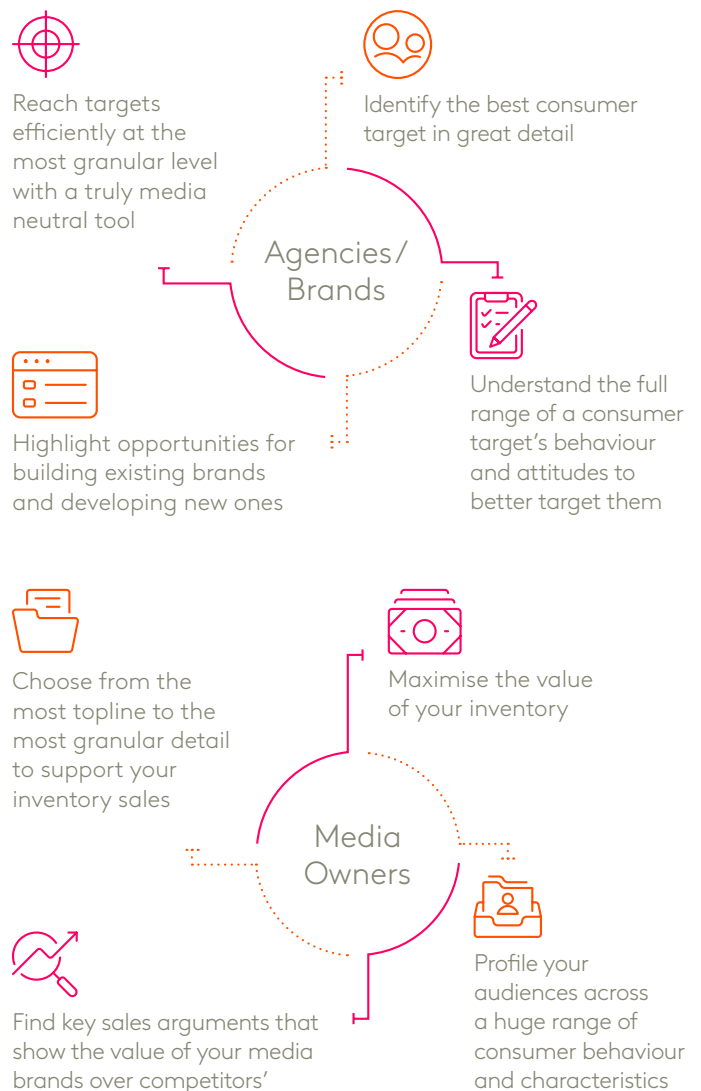 Reach targets
efficiently at the
most granular level
with a truly media
neutral tool
Identify the best consumer
target in great detail
Agencies/
Brands
Understand the full
range of a consumer
target's behaviour
and attitudes to
better target them
Highlight opportunities for
building existing brands
and developing new ones
Choose from the
most topline to the
most granular detail
to support your
inventory sales
Maximise the value
of your inventory
Media
Owners
Profile your
audiences across
a huge range of
consumer behaviour
and characteristics
Find key sales arguments that
show the value of your media
brands over competitors'